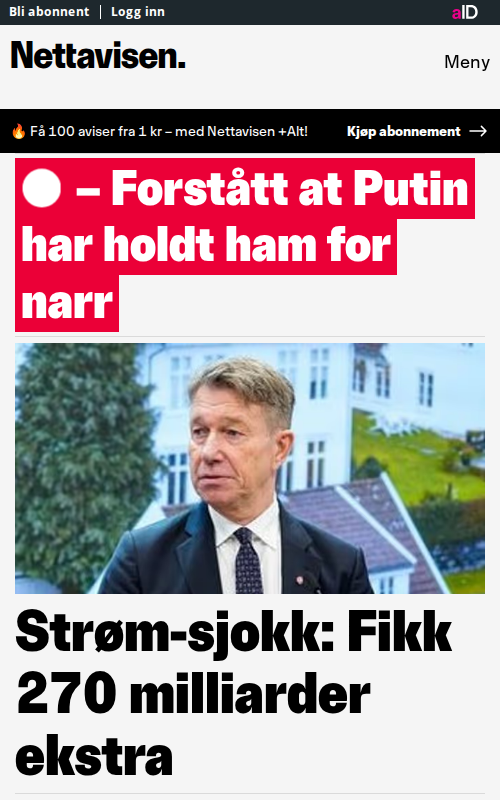 Bli abonnent | Logg inn
aID
Nettavisen.
Meny
🔥 Få 100 aviser fra 1 kr – med Nettavisen +Alt!
Kjøp abonnement →
– Forstått at Putin
har holdt ham for
narr
Strøm-sjokk: Fikk
270 milliarder
ekstra